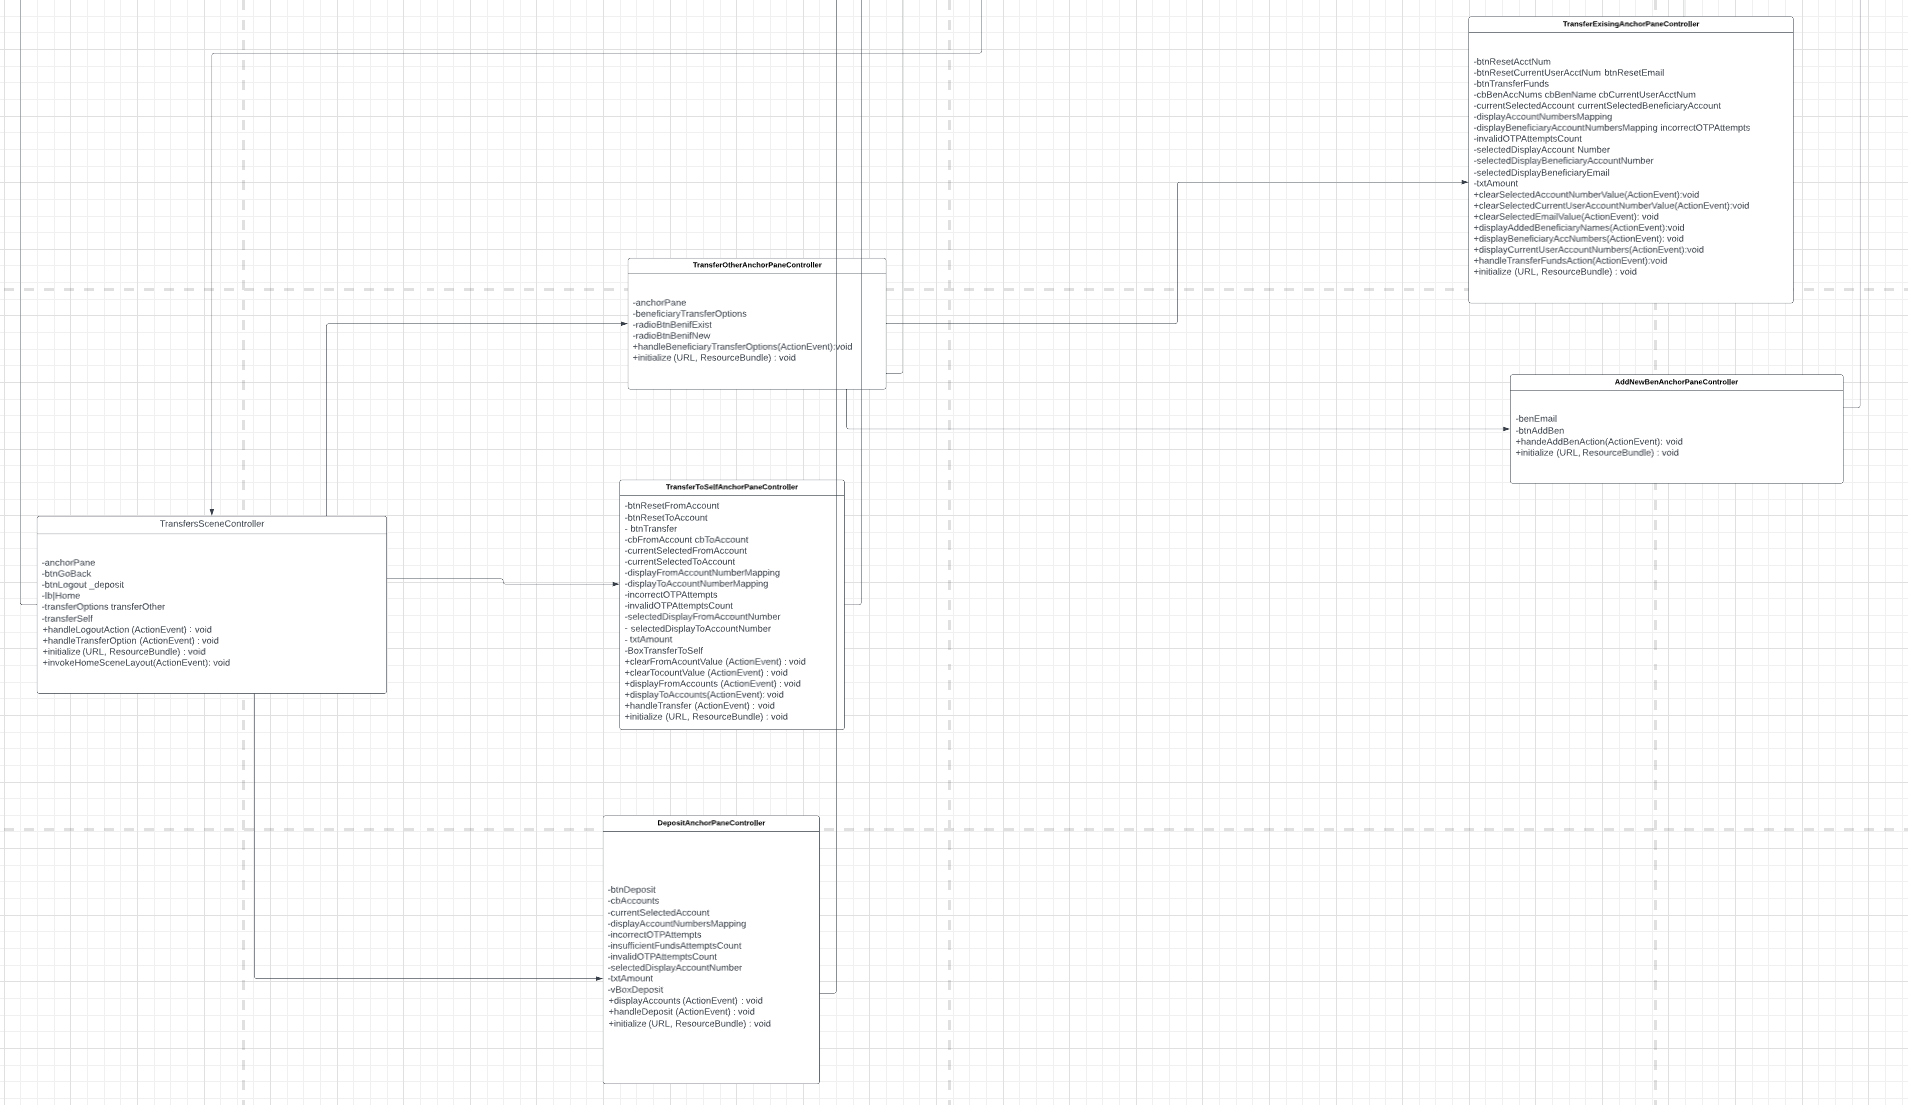 TransferExisingAnchorPaneController
-btnResetAcctNum
-btnResetCurrentUserAcctNum btnResetEmail
-btnTransferFunds
-cbBenAccNums cbBenName cbCurrentUserAcctNum
-currentSelectedAccount currentSelectedBeneficiaryAccount
-displayAccountNumbersMapping
-displayBeneficiaryAccountNumbersMapping incorrectOTPAttempts
-invalidOTPAttemptsCount
-selectedDisplayAccount Number
-selectedDisplayBeneficiaryAccountNumber
-selectedDisplayBeneficiaryEmail
-txtAmount
+clearSelectedAccountNumberValue(ActionEvent):void
+clearSelectedCurrentUserAccountNumberValue(ActionEvent):void
+clearSelectedEmailValue(ActionEvent): void
+displayAddedBeneficiaryNames(ActionEvent):void
+displayBeneficiaryAccNumbers(ActionEvent): void
+displayCurrentUserAccountNumbers(ActionEvent):void
+handleTransferFundsAction(ActionEvent):void
+initialize (URL, ResourceBundle) : void
TransferOtherAnchorPaneController
-anchorPane
-beneficiaryTransferOptions
-radioBtnBenifExist
-radioBtnBenifNew
+handleBeneficiaryTransferOptions(ActionEvent):void
+initialize (URL, ResourceBundle) : void
AddNewBenAnchorPaneController
-benEmail
-btnAddBen
+handeAddBenAction(ActionEvent): void
+initialize (URL, ResourceBundle) : void
TransferToSelfAnchorPaneController
-btnResetFromAccount
-btnResetToAccount
- btnTransfer
-cbFromAccount cbToAccount
-currentSelectedFromAccount
-currentSelectedToAccount
-displayFromAccountNumberMapping
-displayToAccountNumberMapping
-incorrectOTPAttempts
-invalidOTPAttemptsCount
-selectedDisplayFromAccountNumber
- selectedDisplayToAccountNumber
- txtAmount
-BoxTransferToSelf
+clearFromAcountValue (ActionEvent) : void
+clearTocountValue (ActionEvent) : void
+displayFromAccounts (ActionEvent) : void
+displayToAccounts(ActionEvent): void
+handleTransfer (ActionEvent) : void
+initialize (URL, ResourceBundle) : void
TransfersSceneController
-anchorPane
-btnGoBack
-btnLogout _deposit
-lb|Home
-transferOptions transferOther
-transferSelf
+handleLogoutAction (ActionEvent) : void
+handleTransferOption (ActionEvent) : void
+initialize (URL, ResourceBundle) : void
+invokeHomeSceneLayout(ActionEvent): void
DepositAnchorPaneController
-btnDeposit
-cbAccounts
-currentSelectedAccount
-displayAccountNumbersMapping
-incorrectOTPAttempts
-insufficientFundsAttemptsCount
-invalidOTPAttemptsCount
-selectedDisplayAccountNumber
-txtAmount
-vBoxDeposit
+displayAccounts (ActionEvent) : void
+handleDeposit (ActionEvent) : void
+initialize (URL, ResourceBundle) : void